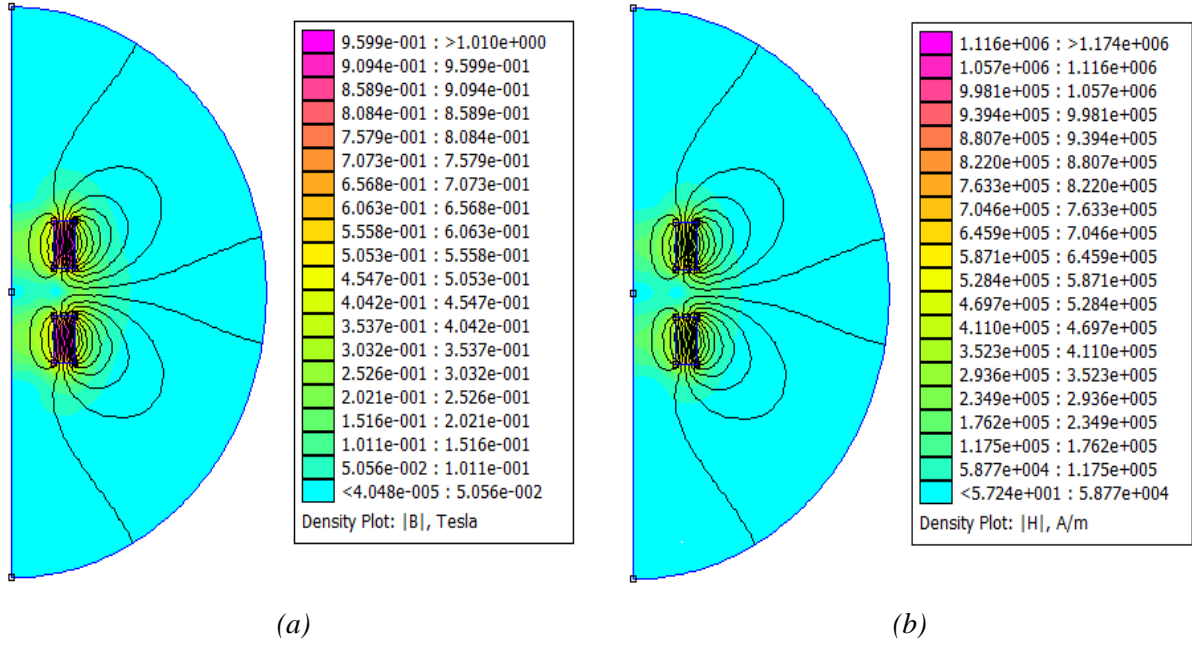 9.599e-001 : >1.010e+000
9.094e-001 : 9.599e-001
8.589e-001 : 9.094e-001
8.084e-001 : 8.589e-001
7.579e-001 : 8.084e-001
7.073e-001 : 7.579e-001
6.568e-001 : 7.073e-001
6.063e-001 : 6.568e-001
5.558e-001 : 6.063e-001
5.053e-001 : 5.558e-001
4.547e-001 : 5.053e-001
4.042e-001 : 4.547e-001
3.537e-001 : 4.042e-001
3.032e-001 : 3.537e-001
2.526e-001 : 3.032e-001
2.021e-001 : 2.526e-001
1.516e-001 : 2.021e-001
1.011e-001 : 1.516e-001
5.056e-002 : 1.011e-001
<4.048e-005 : 5.056e-002
Density Plot: |B|, Tesla
(a)
1.116e+006 : >1.174e+006
1.057e+006 : 1.116e+006
9.981e+005 : 1.057e+006
9.394e+005 : 9.981e+005
8.807e+005 : 9.394e+005
8.220e+005 : 8.807e+005
7.633e+005 : 8.220e+005
7.046e+005 : 7.633e+005
6.459e+005 : 7.046e+005
5.871e+005 : 6.459e+005
5.284e+005 : 5.871e+005
4.697e+005 : 5.284e+005
4.110e+005 : 4.697e+005
3.523e+005 : 4.110e+005
2.936e+005 : 3.523e+005
2.349e+005 : 2.936e+005
1.762e+005 : 2.349e+005
1.175e+005 : 1.762e+005
5.877e+004 : 1.175e+005
<5.724e+001 : 5.877e+004
Density Plot: |H|, A/m
(b)